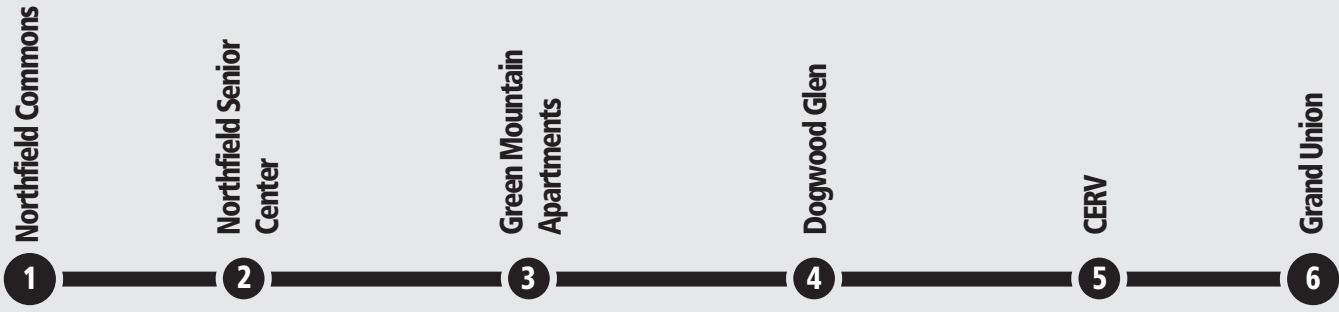 Northfield Commons
Northfield Senior
Center
Green Mountain
Apartments
Dogwood Glen
CERV
Grand Union
1
2
3
4
5
6